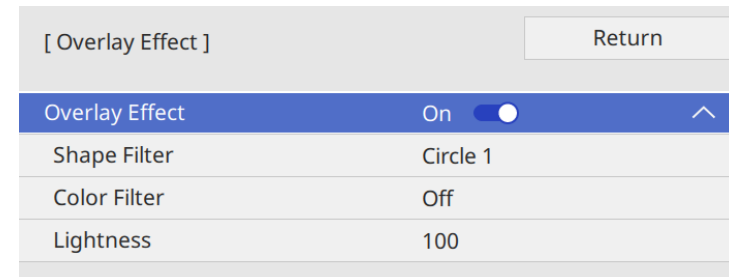 [ Overlay Effect ] Return
Overlay Effect On
Shape Filter Circle 1
Color Filter Off
Lightness 100